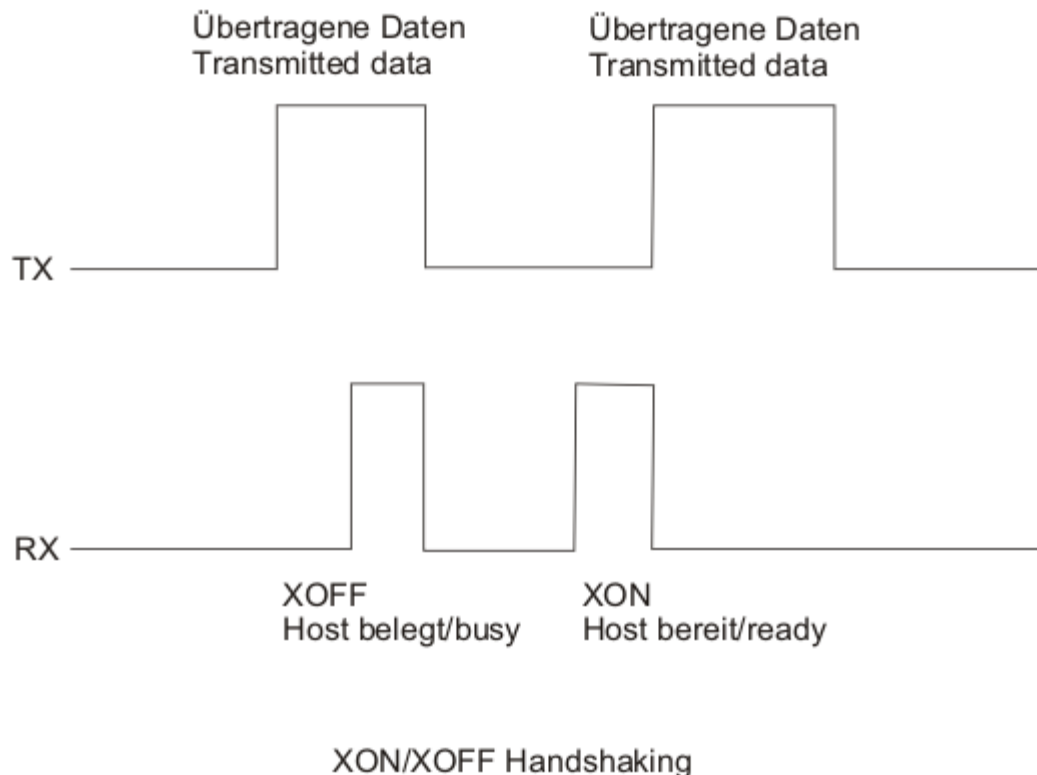 Übertragene Daten
Transmitted data
Übertragene Daten
Transmitted data
TX
RX
XOFF
Host belegt/busy
XON
Host bereit/ready
XON/XOFF Handshaking